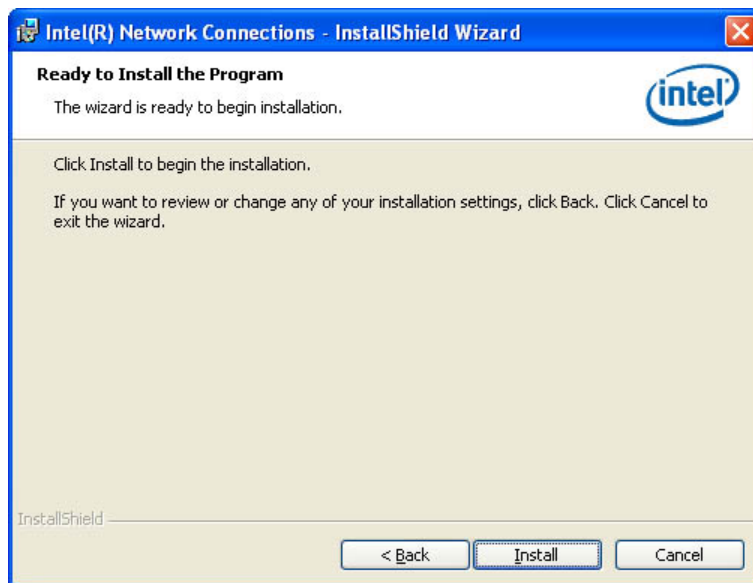 Intel(R) Network Connections - InstallShield Wizard
Ready to Install the Program
The wizard is ready to begin installation.
intel
Click Install to begin the installation.
If you want to review or change any of your installation settings, click Back. Click Cancel to
exit the wizard.
InstallShield
< Back
Install
Cancel